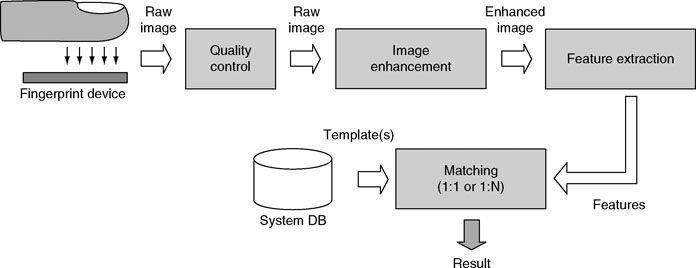 Raw
image
Raw
image
Enhanced
image
Quality
control
Image
enhancement
Feature extraction
Fingerprint device
Template(s)
Matching
(1:1 or 1:N)
System DB
Features
Result